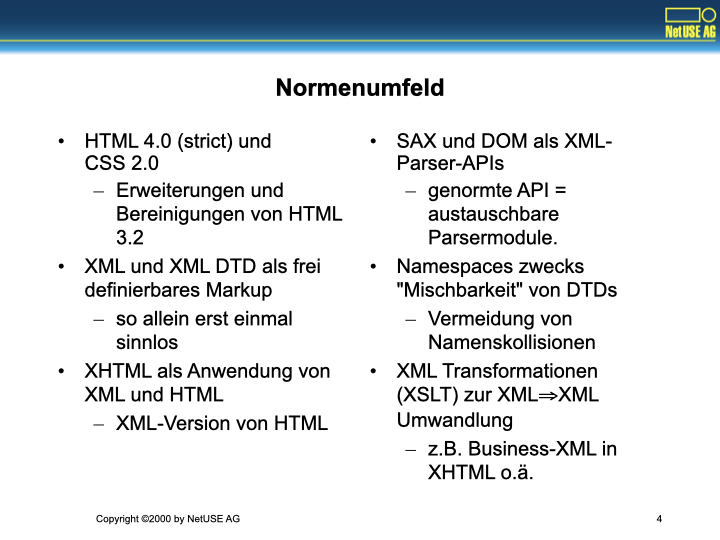 NetUSE AG
Normenumfeld
• HTML 4.0 (strict) und
CSS 2.0
– Erweiterungen und
Bereinigungen von HTML
3.2
• XML und XML DTD als frei
definierbares Markup
– so allein erst einmal
sinnlos
• XHTML als Anwendung von
XML und HTML
– XML-Version von HTML
• SAX und DOM als XML-
Parser-APIs
– genormte API =
austauschbare
Parsermodule.
• Namespaces zwecks
"Mischbarkeit" von DTDs
– Vermeidung von
Namenskollisionen
• XML Transformationen
(XSLT) zur XML⇒XML
Umwandlung
– z.B. Business-XML in
XHTML o.ä.
Copyright ©2000 by NetUSE AG
4